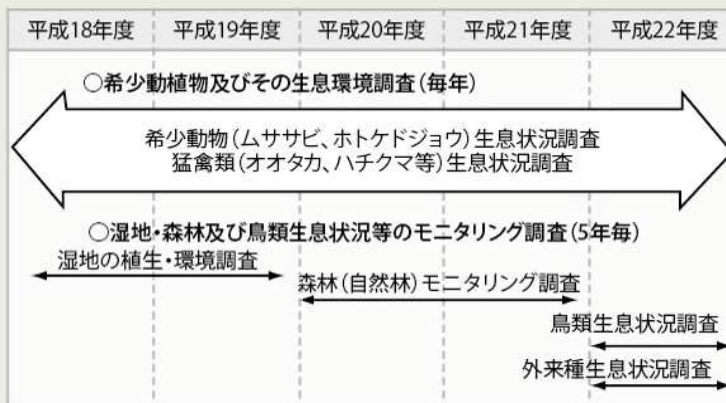 平成18年度 平成19年度 平成20年度 平成21年度 平成22年度
○希少動植物及びその生息環境調査(毎年)
希少動物(ムササビ、ホトケドジョウ)生息状況調査
猛禽類(オオタカ、ハチクマ等)生息状況調査
○湿地・森林及び鳥類生息状況等のモニタリング調査(5年毎)
湿地の植生・環境調査
森林(自然林)モニタリング調査
鳥類生息状況調査
外来種生息状況調査